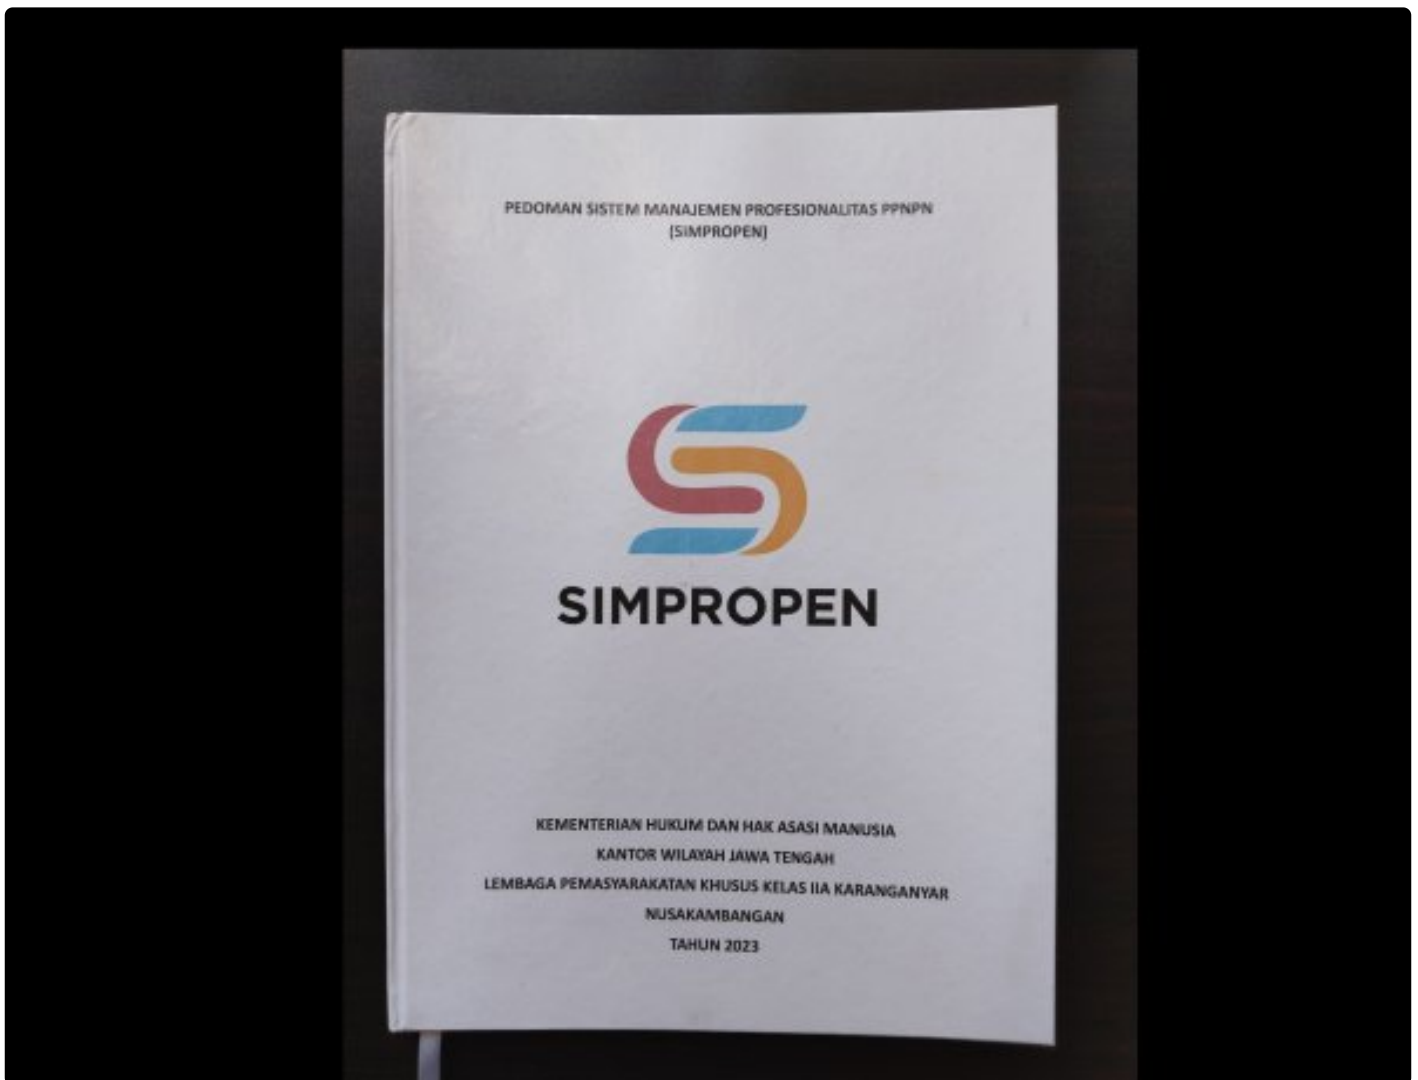 PEDOMAN SISTEM MANAJEMEN PROFESIONALITAS PPNPN
[SIMPROPEN]
SIMPROPEN
KEMENTERIAN HUKUM DAN HAK ASASI MANUSIA
KANTOR WILAYAH JAWA TENGAH
LEMBAGA PEMASYARAKATAN KHUSUS KELAS IIA KARANGANYAR
NUSAKAMBANGAN
TAHUN 2023